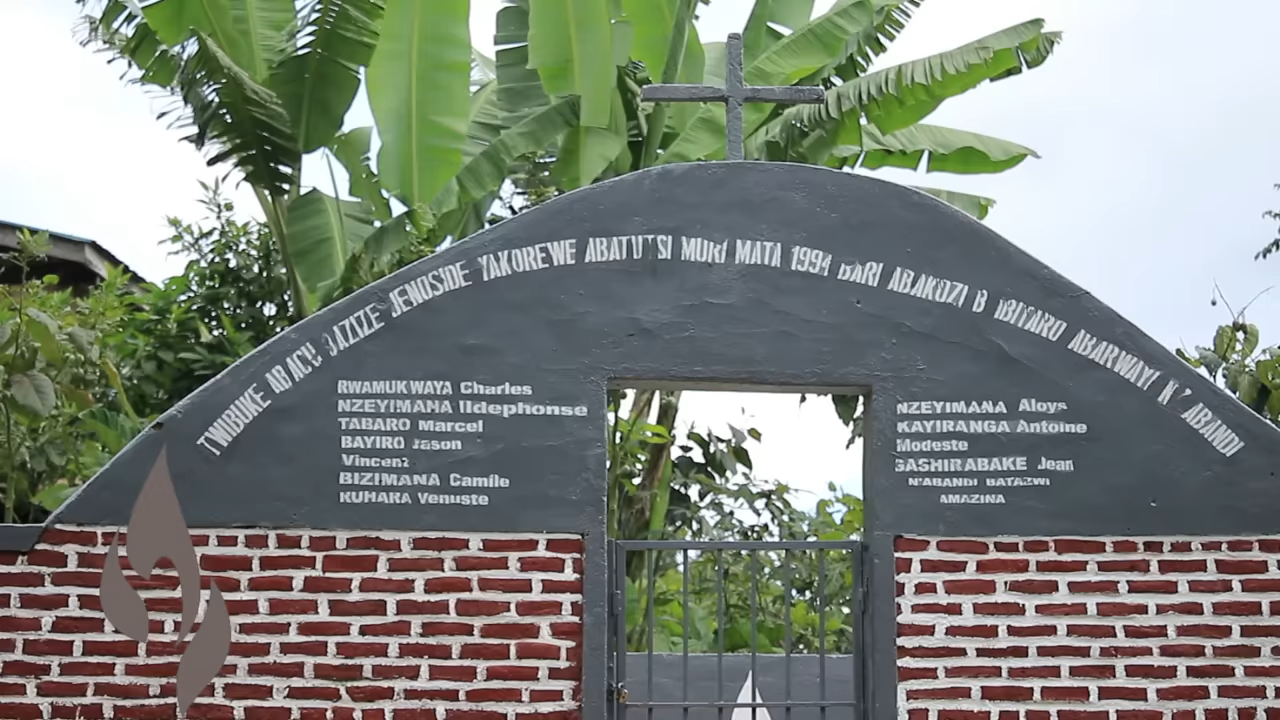 TWIBUKE ABACU BAZIZE JENOSIDE YAKOREWE ABATUTSI MURI MATA 1994 BARI ABAKOZI B IBITARO ABARWAYI N' ABANDI
RWAMUKWAYA Charles
NZEYIMAHA Ildephonse
TABARO Marcel
BAYIRO Jason
Vincent
BIZIMANA Camile
KUHARA Venuste
NZEYIMANA Aloys
KAYIRANGA Antoine
Modeste
GASHIRABAKE Jean
N'ABANDI BATAZWI
AMAZINA